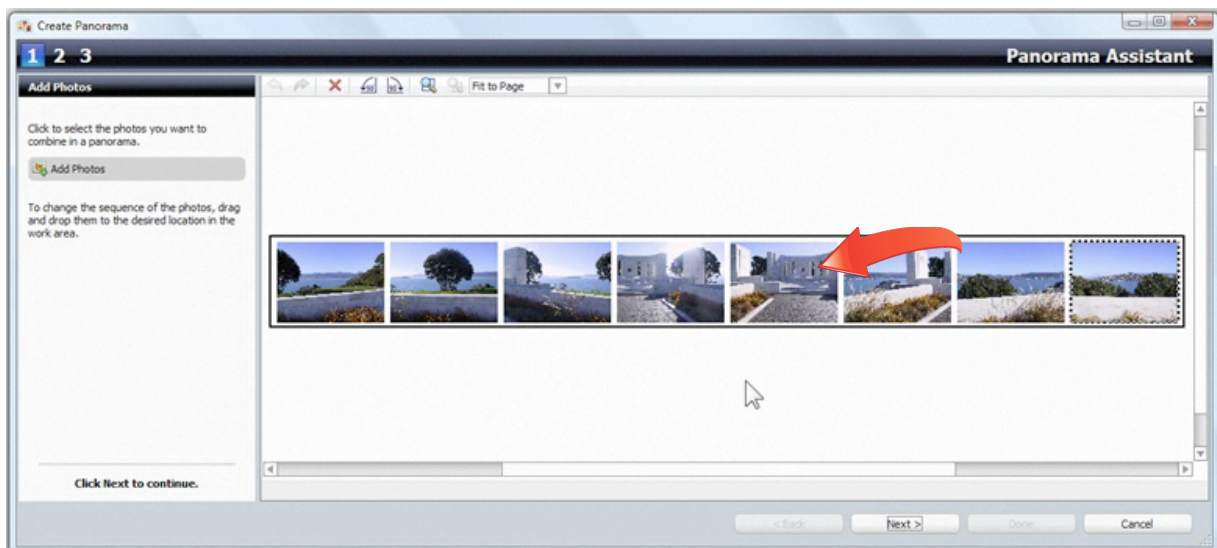 Create Panorama
1 2 3
Panorama Assistant
Add Photos
Fit to Page
Click to select the photos you want to
combine in a panorama.
Add Photos
To change the sequence of the photos, drag
and drop them to the desired location in the
work area.
Click Next to continue.
< Back
Next >
Done
Cancel